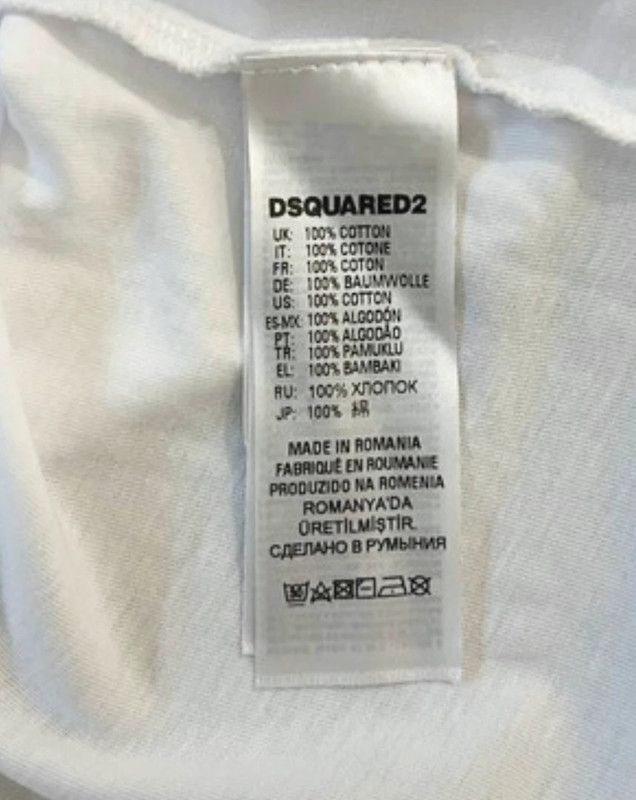 DSQUARED2
UK: 100% COTTON
IT: 100% COTONE
FR: 100% COTON
DE: 100% BAUMWOLLE
US: 100% COTTON
ES-MX: 100% ALGODÓN
PT: 100% ALGODÃO
TR: 100% PAMUKLU
EL: 100% BAMBAKI
RU: 100% ХЛОПОК
JP: 100% 綿
MADE IN ROMANIA
FABRIQUÉ EN ROUMANIE
PRODUZIDO NA ROMENIA
ROMANYA'DA
ÜRETİLMİŞTİR.
СДЕЛАНО В РУМЫНИЯ